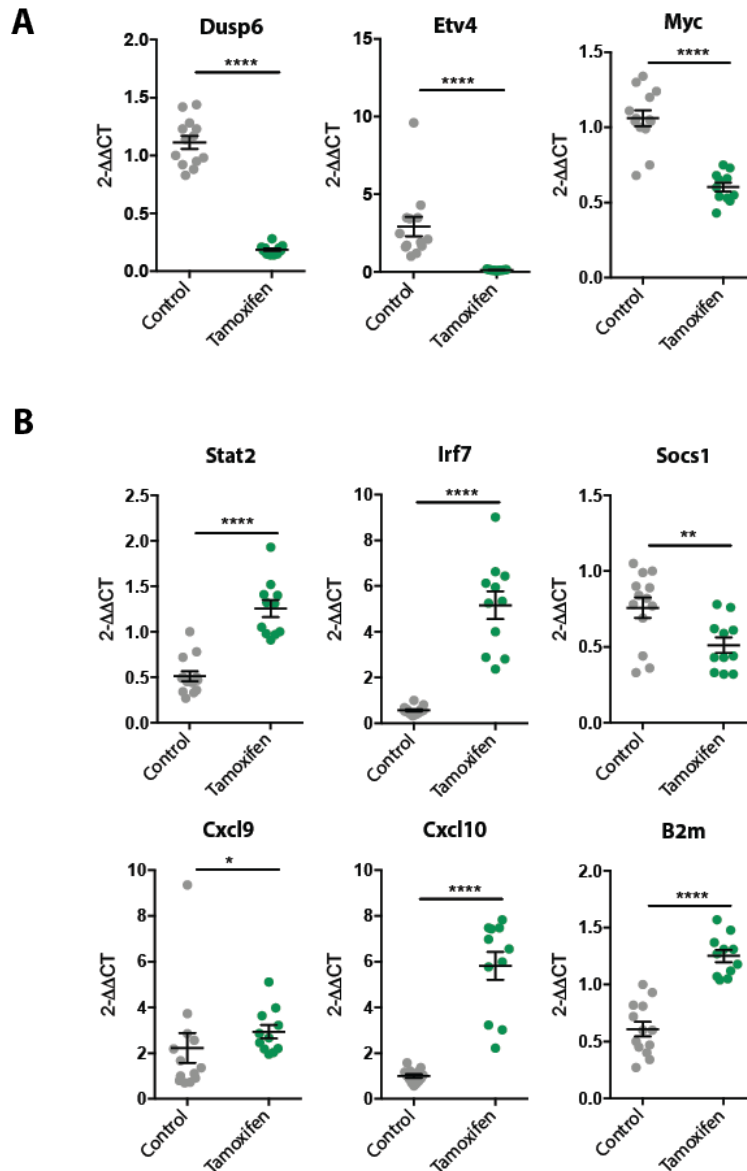 A
Dusp6
Etv4
Myc
2-ΔΔCT
2.0
1.5
1.0
0.5
0.0
****
Control
Tamoxifen
2-ΔΔCT
15
10
5
0
****
Control
Tamoxifen
2-ΔΔCT
1.5
1.0
0.5
0.0
****
Control
Tamoxifen
B
Stat2
Irf7
Socs1
2-ΔΔCT
2.5
2.0
1.5
1.0
0.5
0.0
****
Control
Tamoxifen
2-ΔΔCT
10
8
6
4
2
0
****
Control
Tamoxifen
2-ΔΔCT
1.5
1.0
0.5
0.0
**
Control
Tamoxifen
Cxcl9
Cxcl10
B2m
2-ΔΔCT
10
8
6
4
2
0
*
Control
Tamoxifen
2-ΔΔCT
10
8
6
4
2
0
****
Control
Tamoxifen
2-ΔΔCT
2.0
1.5
1.0
0.5
0.0
****
Control
Tamoxifen